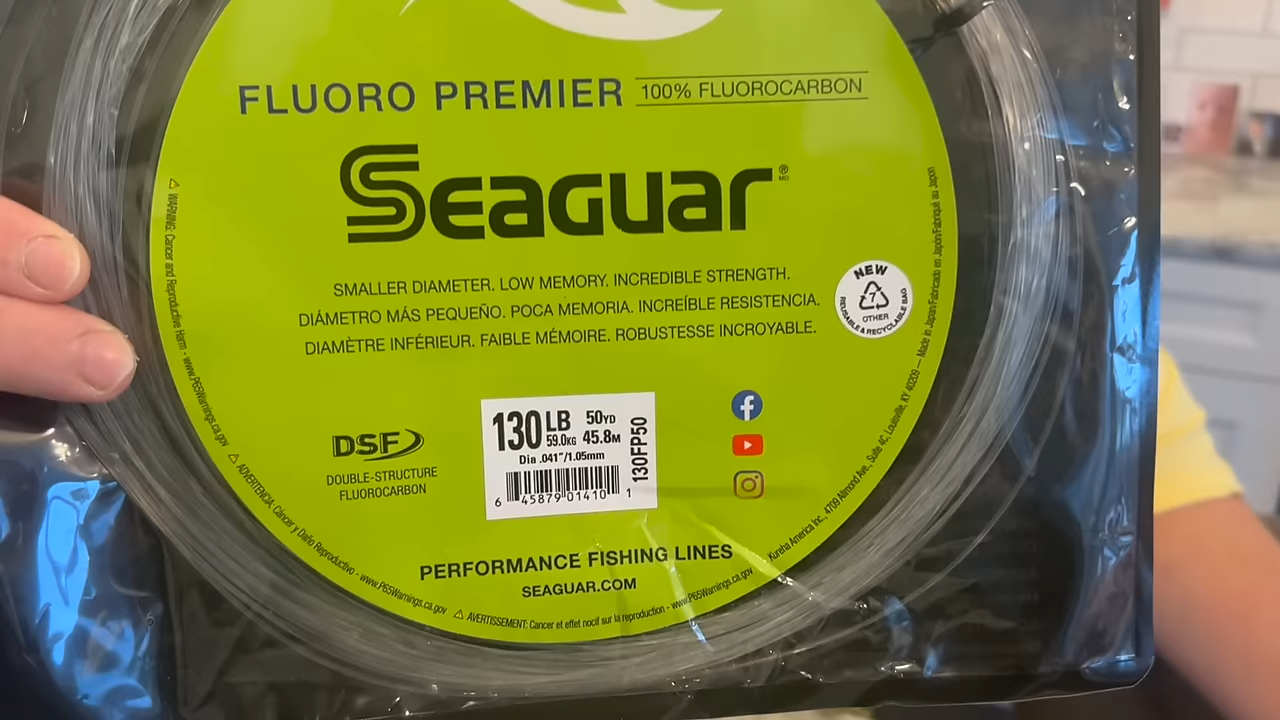 FLUORO PREMIER 100% FLUOROCARBON
SEAGUAR® MD
SMALLER DIAMETER. LOW MEMORY. INCREDIBLE STRENGTH.
DIÁMETRO MÁS PEQUEÑO. POCA MEMORIA. INCREÍBLE RESISTENCIA.
DIAMÈTRE INFÉRIEUR. FAIBLE MÉMOIRE. ROBUSTESSE INCROYABLE.
NEW
7
OTHER
REUSABLE & RECYCLABLE BAG
DSF
DOUBLE-STRUCTURE
FLUOROCARBON
130 LB 50YD
59.0KG 45.8M
Dia .041"/1.05mm
6 45879 01410 1
130FP50
PERFORMANCE FISHING LINES
SEAGUAR.COM
⚠ WARNING: Cancer and Reproductive Harm - www.P65Warnings.ca.gov
⚠ ADVERTENCIA: Cáncer y Daño Reproductivo - www.P65Warnings.ca.gov
⚠ AVERTISSEMENT: Cancer et effet nocif sur la reproduction - www.P65Warnings.ca.gov
Kureha America Inc., 4709 Allmond Ave., Suite 4C, Louisville, KY 40209 — Made in Japan/Fabricado en Japón/Fabriqué au Japon